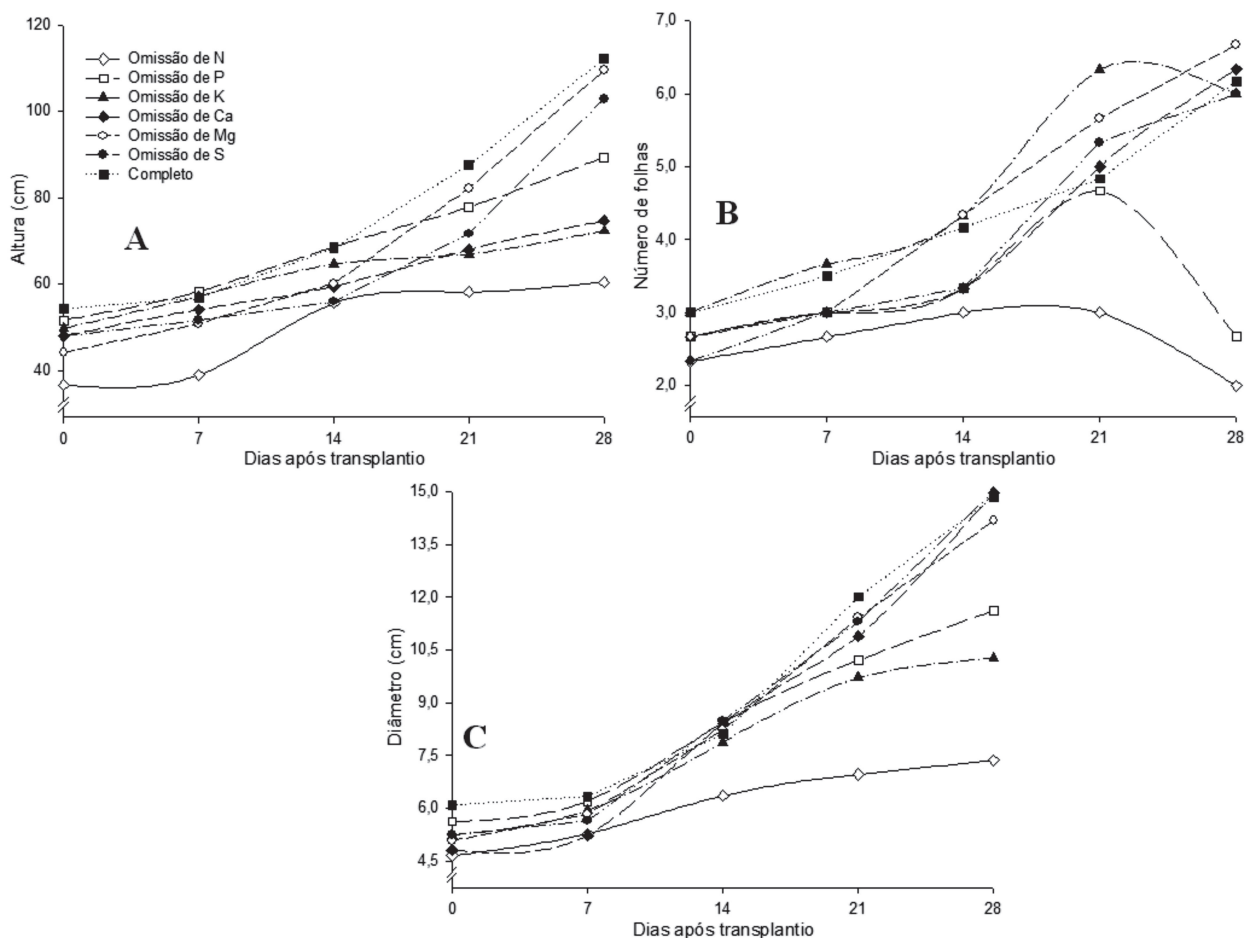 120
100
80
60
40
Altura (cm)
Omissão de N
Omissão de P
Omissão de K
Omissão de Ca
Omissão de Mg
Omissão de S
Completo
A
0 7 14 21 28
Dias após transplantio
7,0
6,0
5,0
4,0
3,0
2,0
Número de folhas
B
0 7 14 21 28
Dias após transplantio
15,0
13,5
12,0
10,5
9,0
7,5
6,0
4,5
Diâmetro (cm)
C
0 7 14 21 28
Dias após transplantio